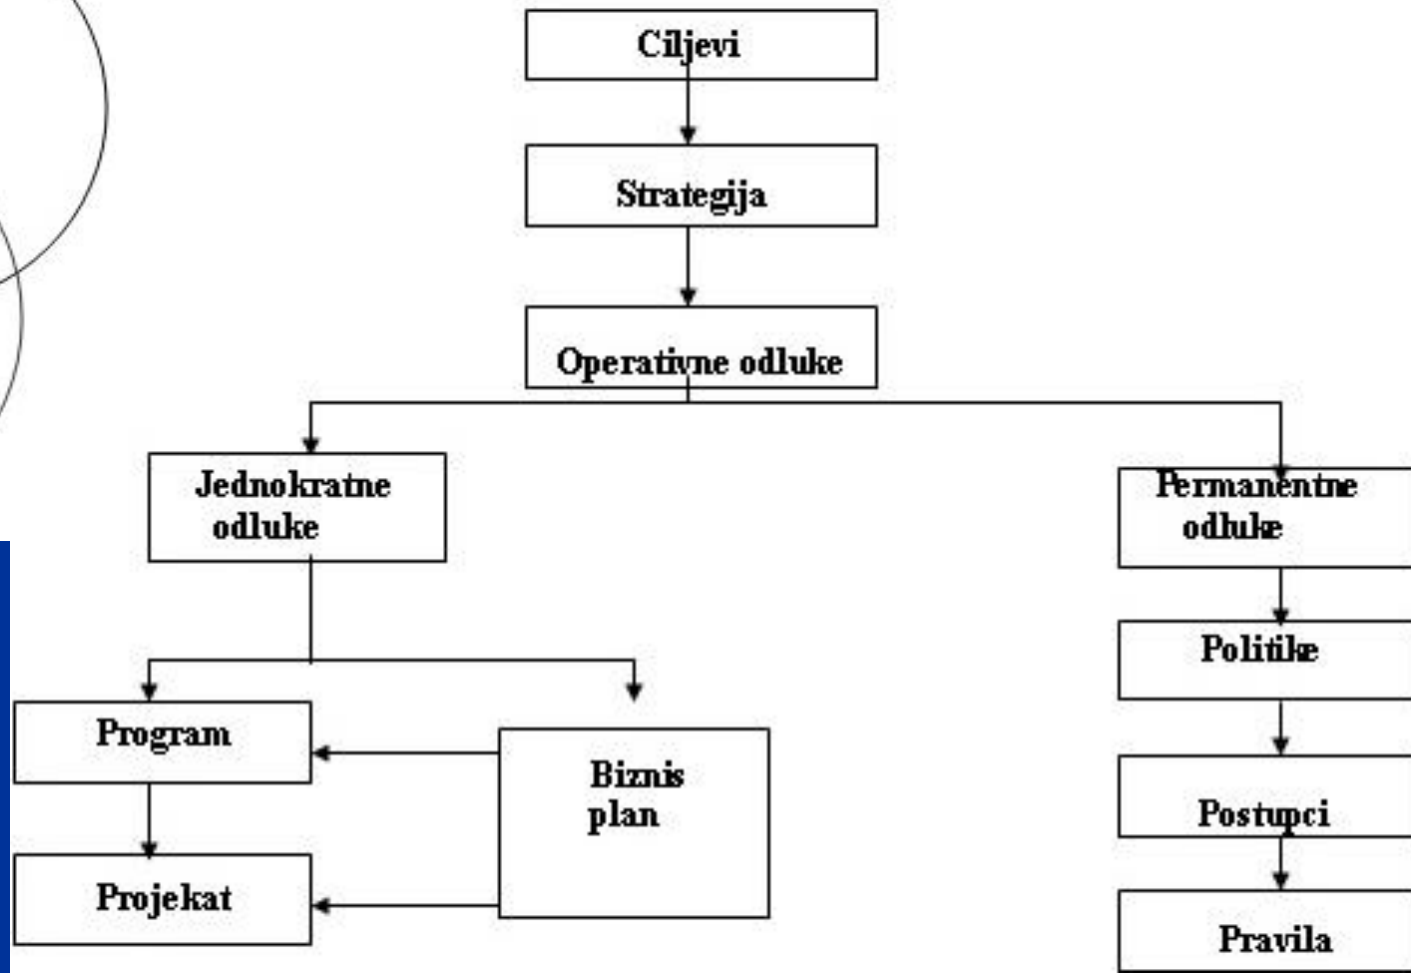 Ciljevi
Strategija
Operativne odluke
Jednokratne
odluke
Permanentne
odluke
Politike
Program
Biznis
plan
Postupci
Projekat
Pravila